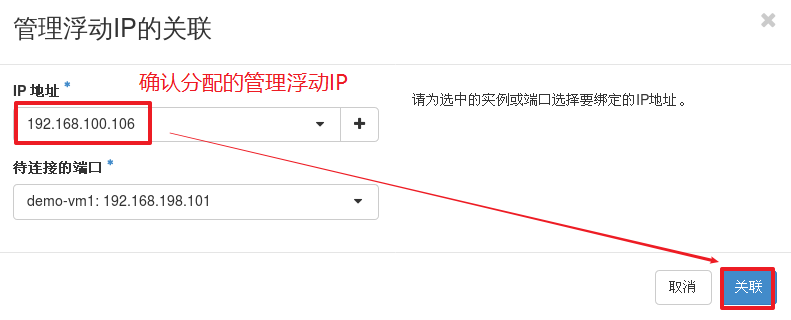 管理浮动IP的关联
×
IP 地址 *
确认分配的管理浮动IP
192.168.100.106
请为选中的实例或端口选择要绑定的IP地址。
待连接的端口 *
demo-vm1: 192.168.198.101
取消
关联